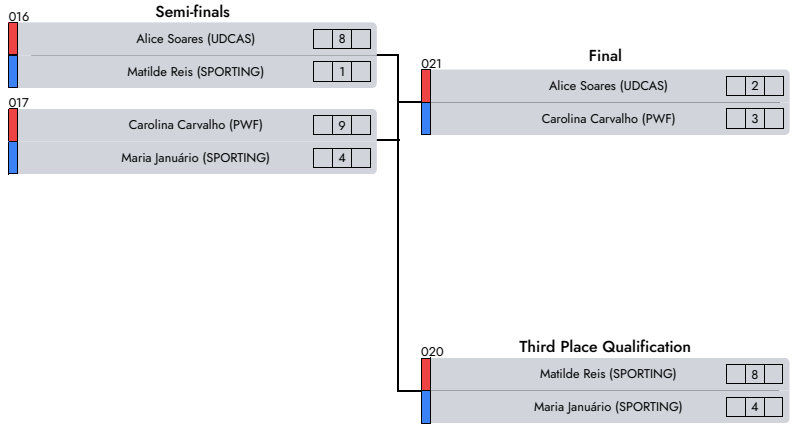 Semi-finals
016
Alice Soares (UDCAS) 8
Matilde Reis (SPORTING) 1
017
Carolina Carvalho (PWF) 9
Maria Januário (SPORTING) 4
Final
021
Alice Soares (UDCAS) 2
Carolina Carvalho (PWF) 3
Third Place Qualification
020
Matilde Reis (SPORTING) 8
Maria Januário (SPORTING) 4